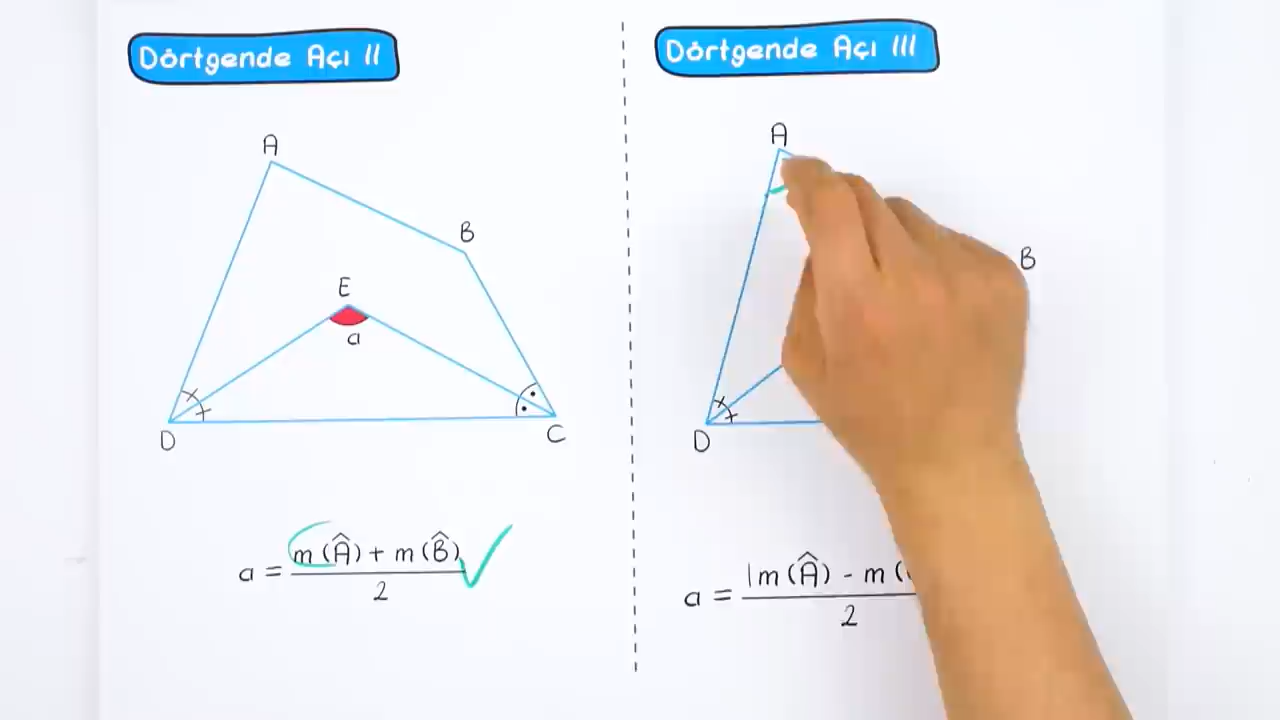 Dörtgende Açı II
A
B
E
a
D
C
a = m(Â) + m(B̂)
2
Dörtgende Açı III
A
B
D
a = |m(Â) - m(
2